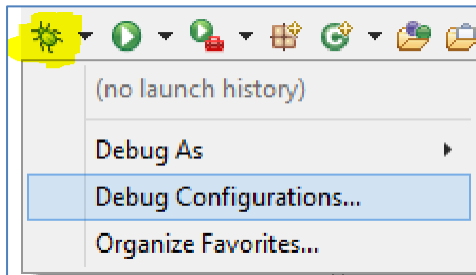 (no launch history)
Debug As
Debug Configurations...
Organize Favorites...